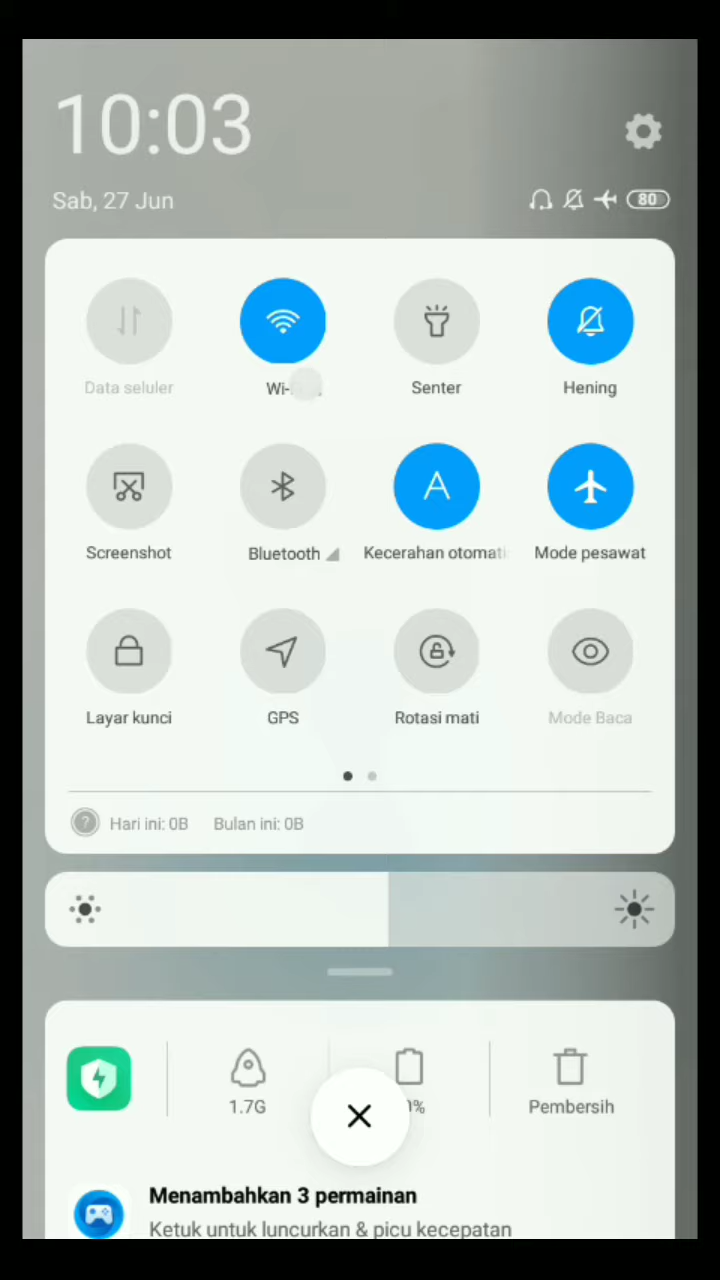 10:03
Sab, 27 Jun
80
Data seluler
Senter
Hening
Screenshot
Bluetooth
Kecerahan otomati
Mode pesawat
Layar kunci
GPS
Rotasi mati
Mode Baca
? Hari ini: 0B Bulan ini: 0B
1.7G
Pembersih
Menambahkan 3 permainan
Ketuk untuk luncurkan & picu kecepatan